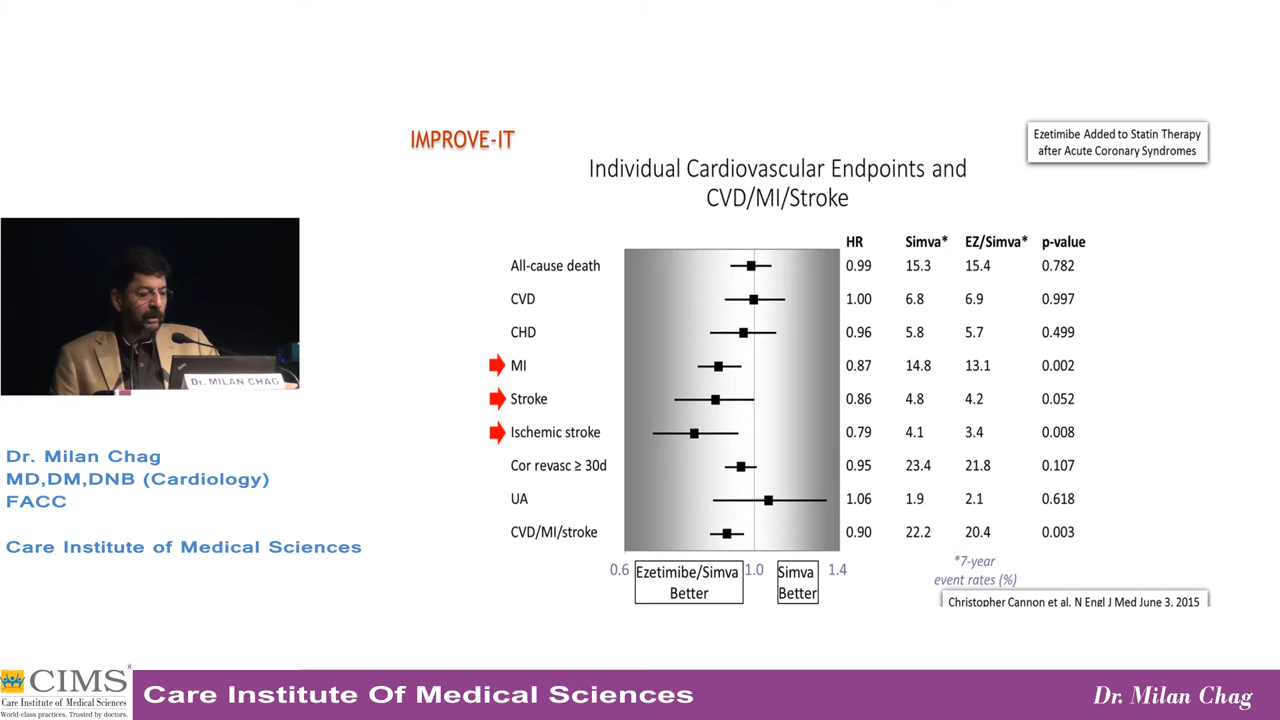 IMPROVE-IT
Ezetimibe Added to Statin Therapy
after Acute Coronary Syndromes
Individual Cardiovascular Endpoints and
CVD/MI/Stroke
HR Simva* EZ/Simva* p-value
All-cause death 0.99 15.3 15.4 0.782
CVD 1.00 6.8 6.9 0.997
CHD 0.96 5.8 5.7 0.499
MI 0.87 14.8 13.1 0.002
Stroke 0.86 4.8 4.2 0.052
Ischemic stroke 0.79 4.1 3.4 0.008
Cor revasc ≥ 30d 0.95 23.4 21.8 0.107
UA 1.06 1.9 2.1 0.618
CVD/MI/stroke 0.90 22.2 20.4 0.003
0.6 1.0 1.4
Ezetimibe/Simva
Better
Simva
Better
*7-year
event rates (%)
Christopher Cannon et al. N Engl J Med June 3, 2015
Dr. MILAN CHAG
Dr. Milan Chag
MD,DM,DNB (Cardiology)
FACC
Care Institute of Medical Sciences
CIMS®
Care Institute of Medical Sciences
World-class practices. Trusted by doctors.
Care Institute Of Medical Sciences
Dr. Milan Chag